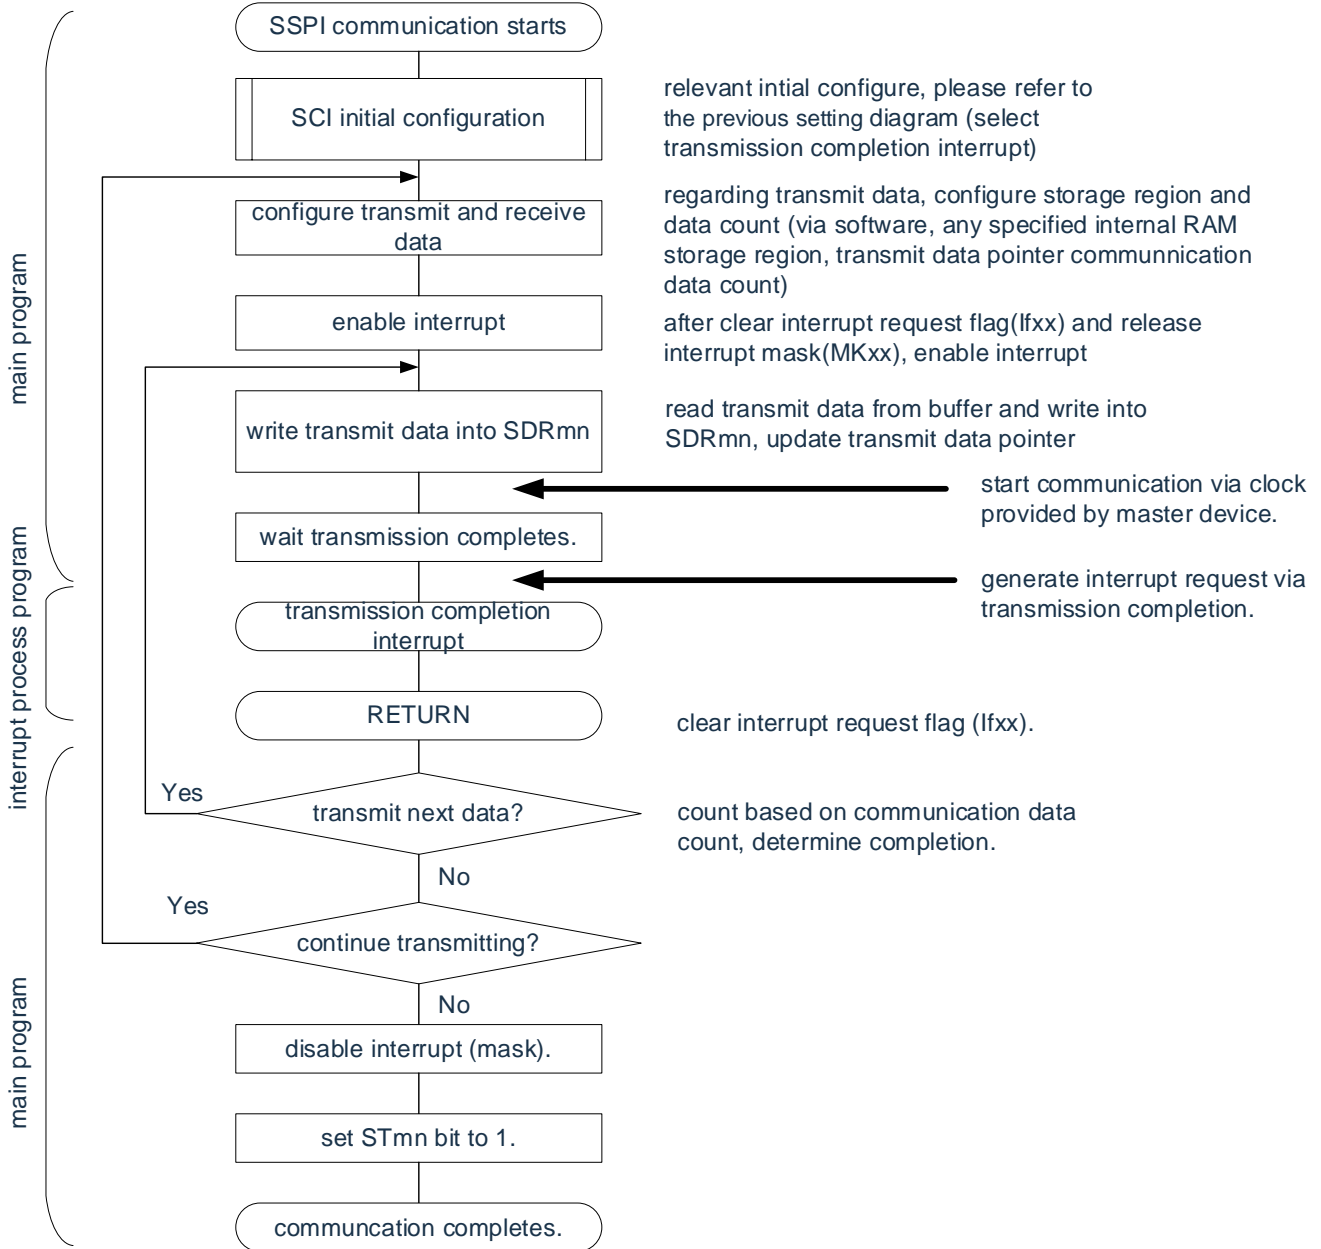 SSPI communication starts
SCI initial configuration
relevant intial configure, please refer to
the previous setting diagram (select
transmission completion interrupt)
configure transmit and receive
data
regarding transmit data, configure storage region and
data count (via software, any specified internal RAM
storage region, transmit data pointer communnication
data count)
main program
enable interrupt
after clear interrupt request flag(Ifxx) and release
interrupt mask(MKxx), enable interrupt
write transmit data into SDRmn
read transmit data from buffer and write into
SDRmn, update transmit data pointer
start communication via clock
provided by master device.
wait transmission completes.
generate interrupt request via
transmission completion.
interrupt process program
transmission completion
interrupt
RETURN
clear interrupt request flag (Ifxx).
Yes
transmit next data?
count based on communication data
count, determine completion.
No
Yes
continue transmitting?
No
main program
disable interrupt (mask).
set STmn bit to 1.
communcation completes.